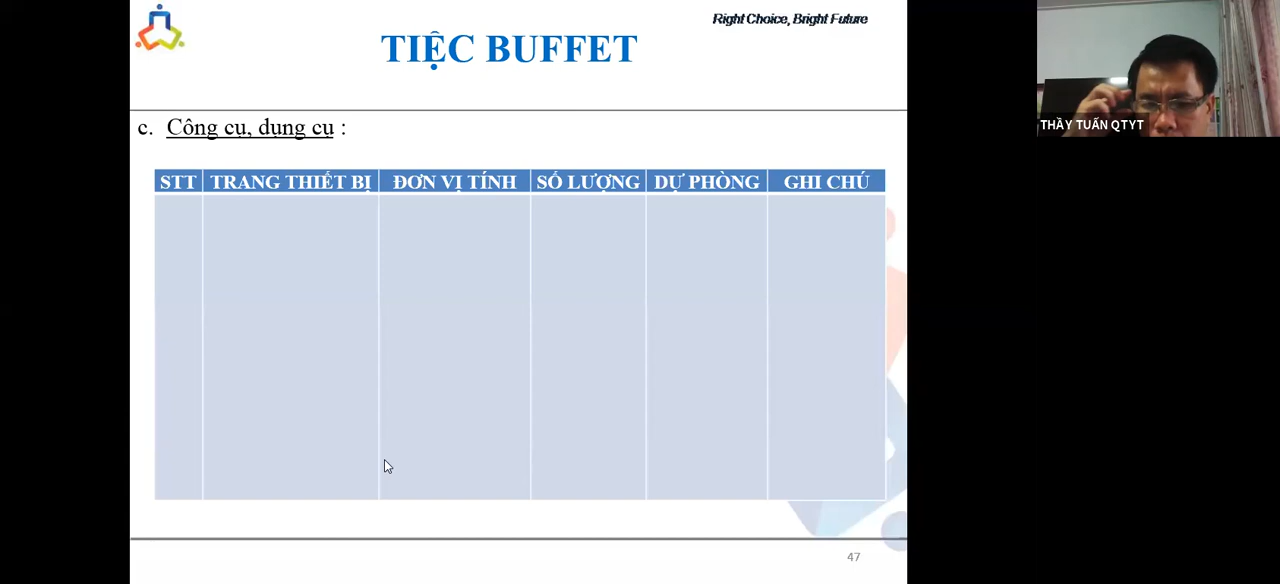 Right Choice, Bright Future
TIỆC BUFFET
c. Công cụ, dụng cụ :
STT TRANG THIẾT BỊ ĐƠN VỊ TÍNH SỐ LƯỢNG DỰ PHÒNG GHI CHÚ
47
THẦY TUẤN QTYT